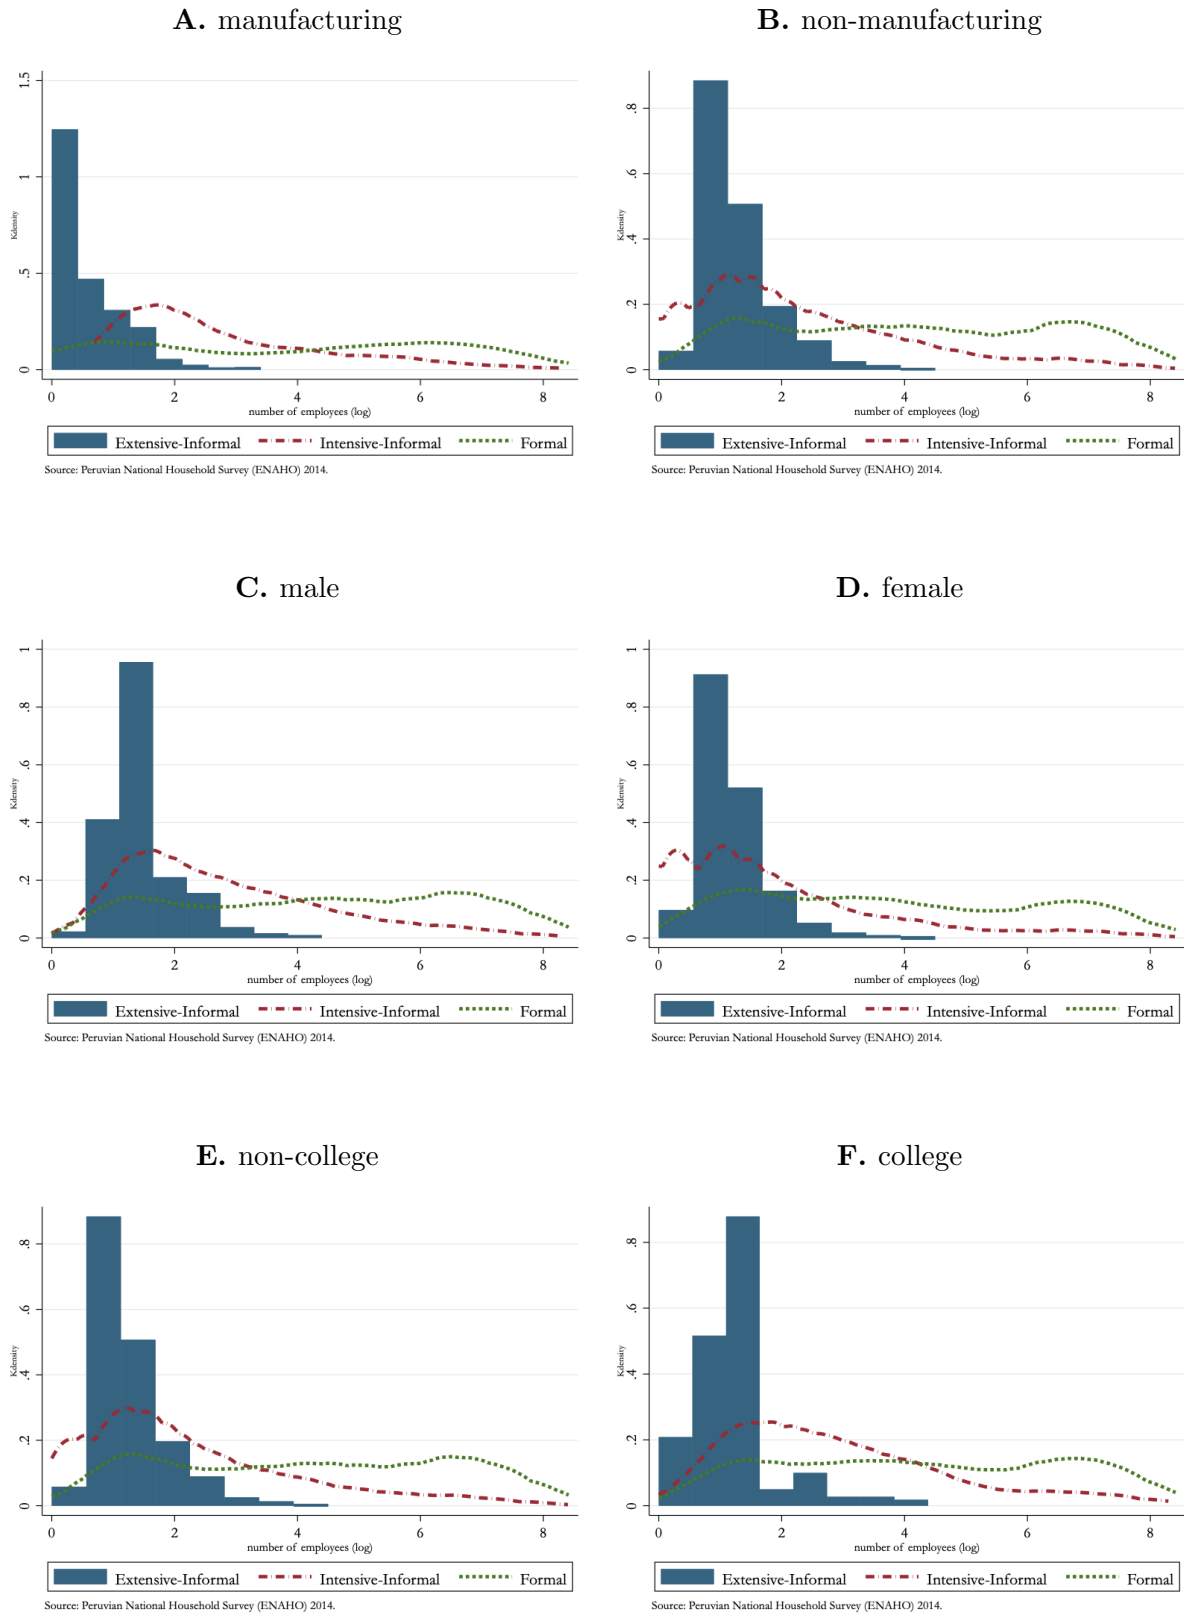 A. manufacturing
B. non-manufacturing
Kdensity
0 .5 1 1.5
0 2 4 6 8
number of employees (log)
Extensive-Informal Intensive-Informal Formal
Source: Peruvian National Household Survey (ENAHO) 2014.
Kdensity
0 .2 .4 .6 .8
0 2 4 6 8
number of employees (log)
Extensive-Informal Intensive-Informal Formal
Source: Peruvian National Household Survey (ENAHO) 2014.
C. male
D. female
Kdensity
0 .2 .4 .6 .8 1
0 2 4 6 8
number of employees (log)
Extensive-Informal Intensive-Informal Formal
Source: Peruvian National Household Survey (ENAHO) 2014.
Kdensity
0 .2 .4 .6 .8 1
0 2 4 6 8
number of employees (log)
Extensive-Informal Intensive-Informal Formal
Source: Peruvian National Household Survey (ENAHO) 2014.
E. non-college
F. college
Kdensity
0 .2 .4 .6 .8
0 2 4 6 8
number of employees (log)
Extensive-Informal Intensive-Informal Formal
Source: Peruvian National Household Survey (ENAHO) 2014.
Kdensity
0 .2 .4 .6 .8
0 2 4 6 8
number of employees (log)
Extensive-Informal Intensive-Informal Formal
Source: Peruvian National Household Survey (ENAHO) 2014.